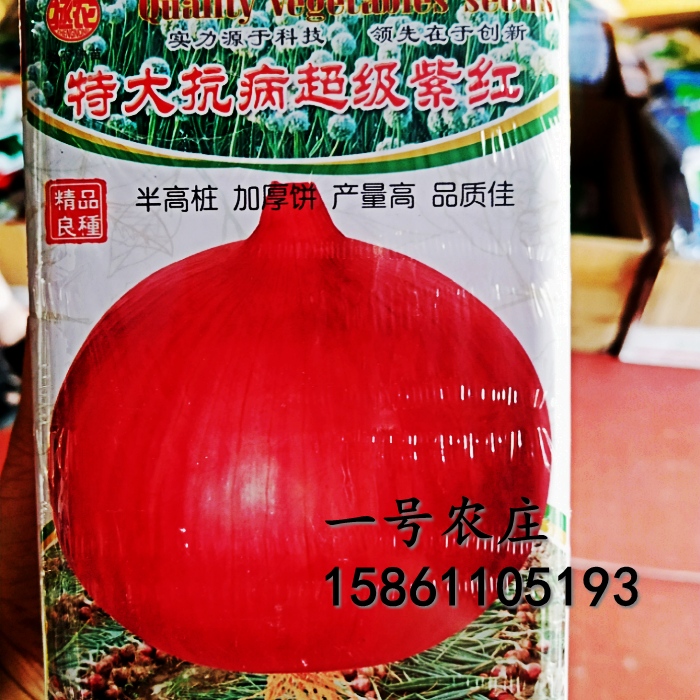 Quality vegetables seeds
实力源于科技 领先在于创新
特大抗病超级紫红
精品
良種
半高桩 加厚饼 产量高 品质佳
一号农庄
15861105193